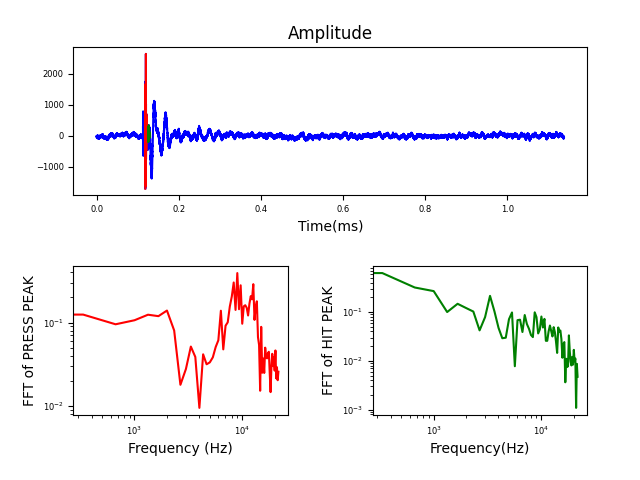 Amplitude
2000
1000
0
−1000
0.0 0.2 0.4 0.6 0.8 1.0
Time(ms)
FFT of PRESS PEAK
10⁻¹
10⁻²
10³ 10⁴
Frequency (Hz)
FFT of HIT PEAK
10⁻¹
10⁻²
10⁻³
10³ 10⁴
Frequency(Hz)